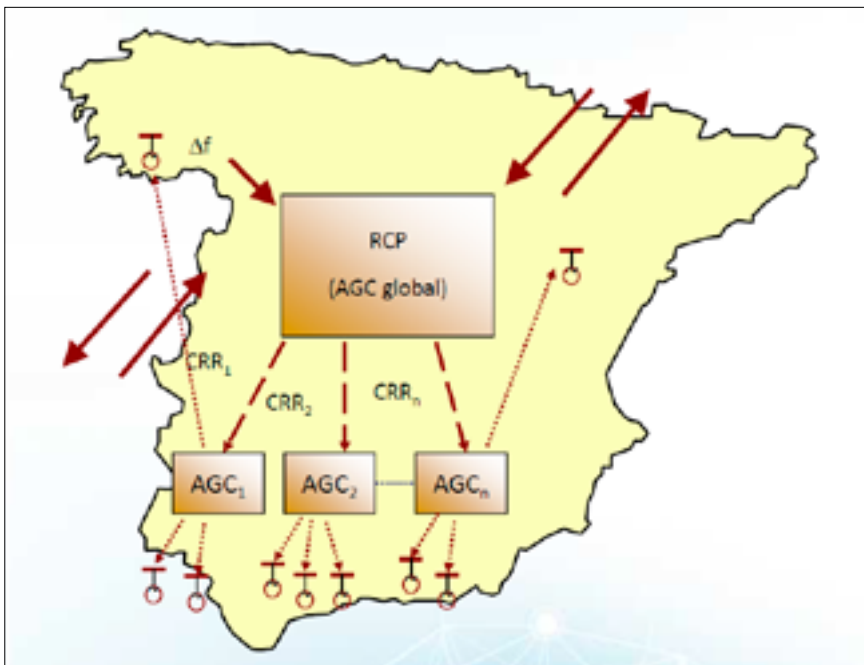 Δf
RCP
(AGC global)
CRR₁
CRR₂
CRRₙ
AGC₁
AGC₂
AGCₙ